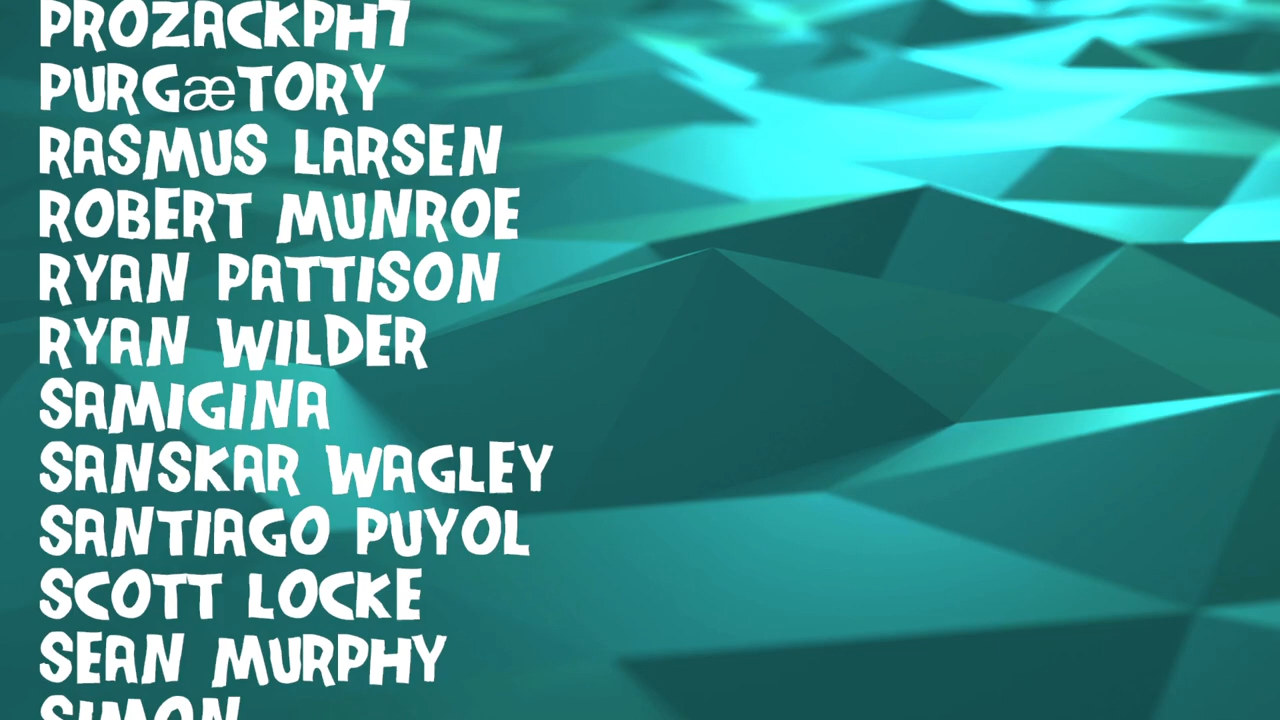 PROZACKPH7
PURGæTORY
RASMUS LARSEN
ROBERT MUNROE
RYAN PATTISON
RYAN WILDER
SAMIGINA
SANSKAR WAGLEY
SANTIAGO PUYOL
SCOTT LOCKE
SEAN MURPHY
SIMON